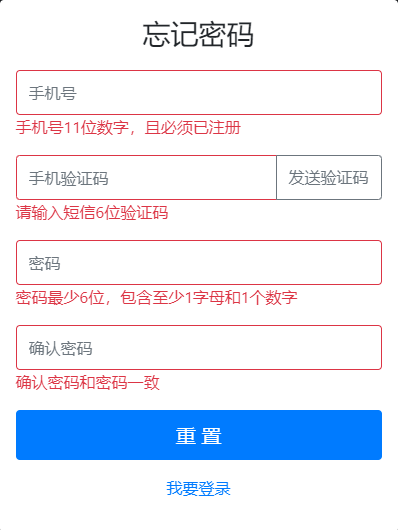 忘记密码
手机号
手机号11位数字，且必须已注册
手机验证码 发送验证码
请输入短信6位验证码
密码
密码最少6位，包含至少1字母和1个数字
确认密码
确认密码和密码一致
重 置
我要登录